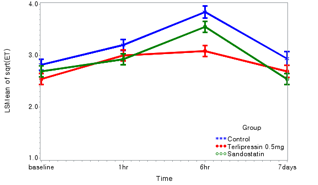 4.0
3.0
2.0
1.0
LSMean of sqrt(ET)
baseline 1hr 6hr 7days
Time
Group
Control
Terlipressin 0.5mg
Sandostatin